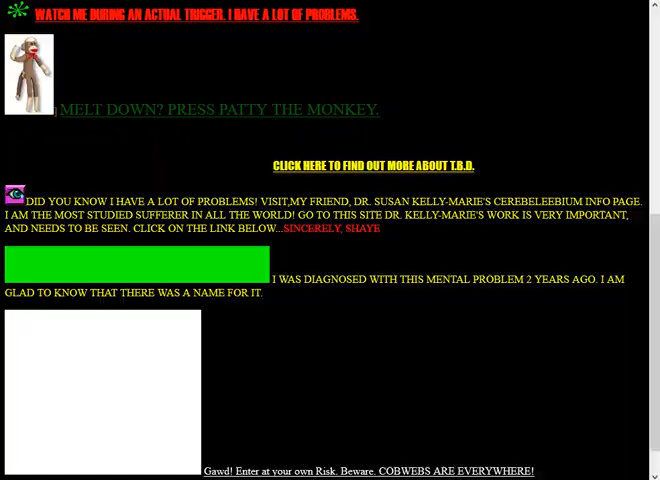 WATCH ME DURING AN ACTUAL TRIGGER. I HAVE A LOT OF PROBLEMS.
] MELT DOWN? PRESS PATTY THE MONKEY.
CLICK HERE TO FIND OUT MORE ABOUT T.B.D.
DID YOU KNOW I HAVE A LOT OF PROBLEMS! VISIT,MY FRIEND, DR. SUSAN KELLY-MARIE'S CEREBELEEBIUM INFO PAGE.
I AM THE MOST STUDIED SUFFERER IN ALL THE WORLD! GO TO THIS SITE DR. KELLY-MARIE'S WORK IS VERY IMPORTANT,
AND NEEDS TO BE SEEN. CLICK ON THE LINK BELOW...SINCERELY, SHAYE
I WAS DIAGNOSED WITH THIS MENTAL PROBLEM 2 YEARS AGO. I AM
GLAD TO KNOW THAT THERE WAS A NAME FOR IT.
Gawd! Enter at your own Risk. Beware. COBWEBS ARE EVERYWHERE!